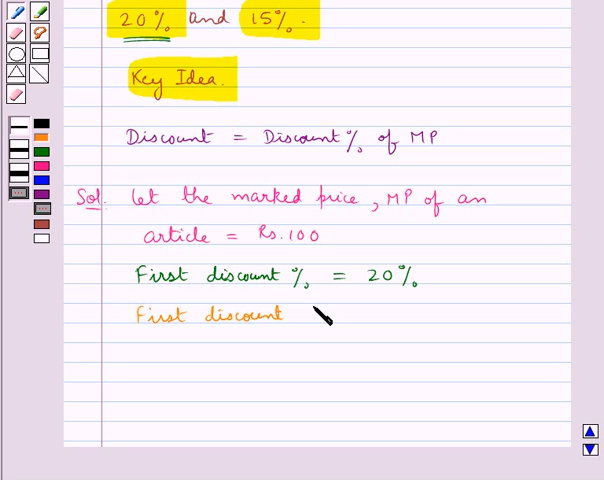 20% and 15%.
Key Idea.
Discount = Discount% of MP
Sol. Let the marked price, MP of an
article = Rs.100
First discount % = 20%
First discount